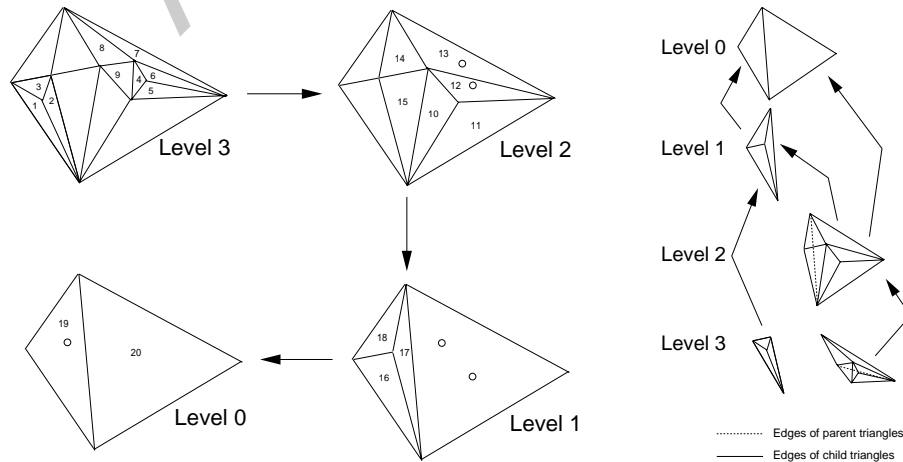 8
7
9
4
6
5
3
1
2
Level 3
14
13
12
15
10
11
Level 2
19
20
Level 0
18
17
16
Level 1
Level 0
Level 1
Level 2
Level 3
Edges of parent triangles
Edges of child triangles